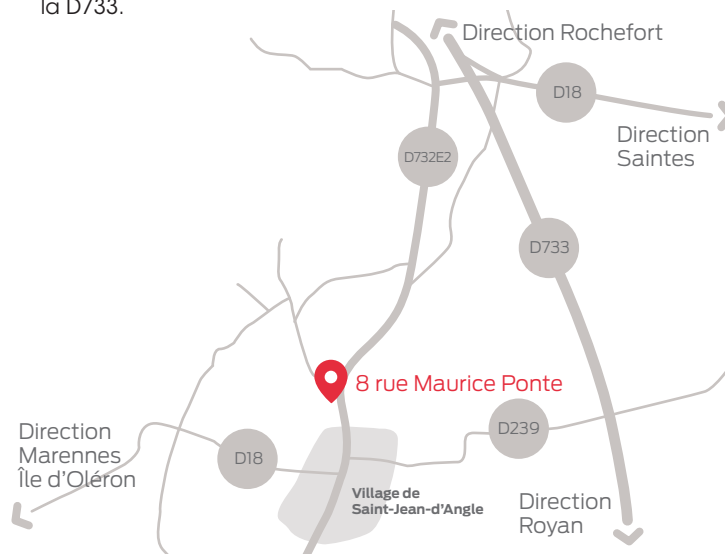 la D733.
Direction Rochefort
D18
Direction
Saintes
D732E2
D733
8 rue Maurice Ponte
D239
Direction
Marennes
Île d'Oléron
D18
Village de
Saint-Jean-d'Angle
Direction
Royan